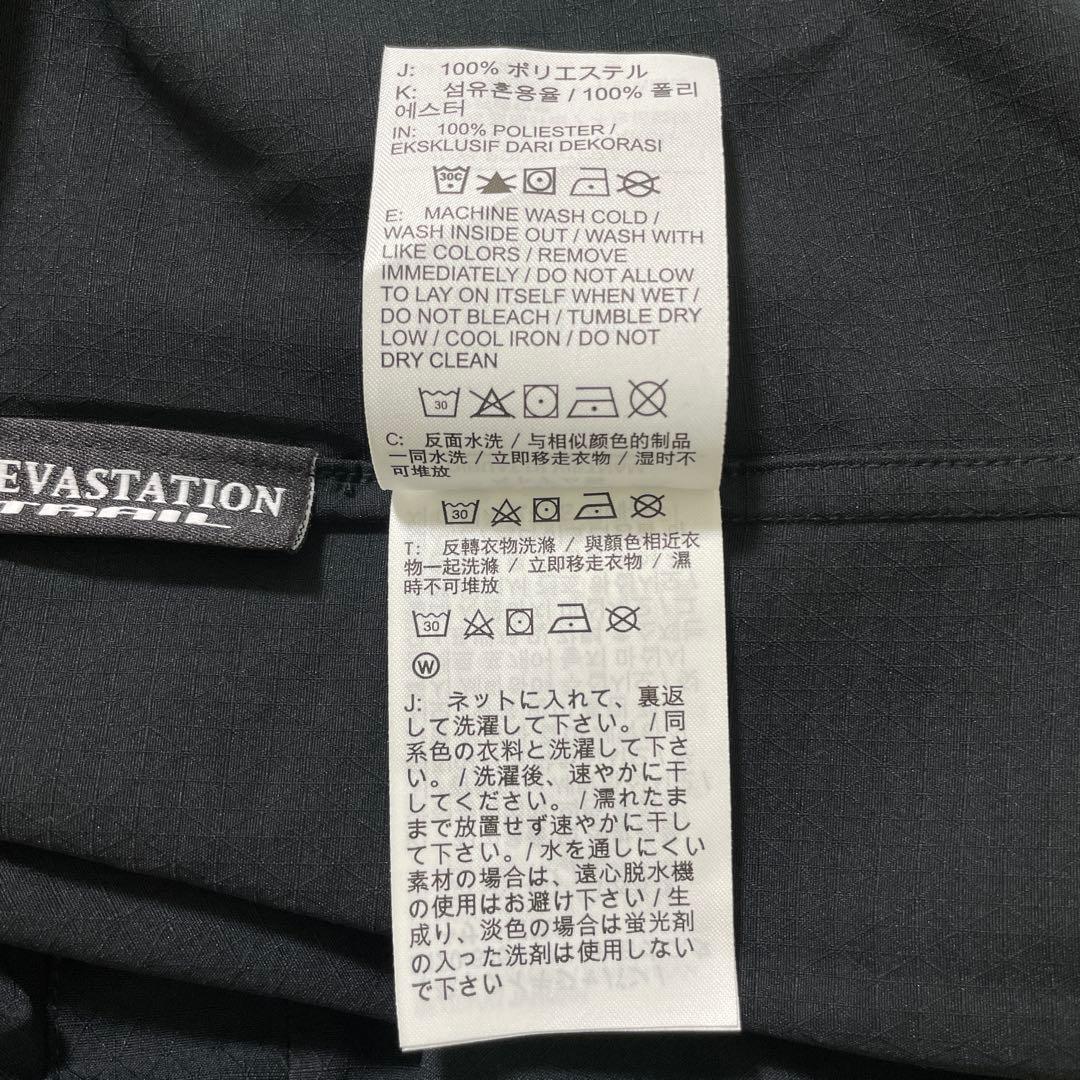 J: 100% ポリエステル
K: 섬유혼용율 / 100% 폴리
에스터
IN: 100% POLIESTER /
EKSKLUSIF DARI DEKORASI
30C
E: MACHINE WASH COLD /
WASH INSIDE OUT / WASH WITH
LIKE COLORS / REMOVE
IMMEDIATELY / DO NOT ALLOW
TO LAY ON ITSELF WHEN WET /
DO NOT BLEACH / TUMBLE DRY
LOW / COOL IRON / DO NOT
DRY CLEAN
30
C: 反面水洗 / 与相似颜色的制品
一同水洗 / 立即移走衣物 / 湿时不
可堆放
EVASTATION
TRAIL
30
T: 反轉衣物洗滌 / 與顏色相近衣
物一起洗滌 / 立即移走衣物 / 濕
時不可堆放
30
W
J: ネットに入れて、裏返
して洗濯して下さい。/ 同
系色の衣料と洗濯して下さ
い。 / 洗濯後、速やかに干
してください。/ 濡れたま
まで放置せず速やかに干し
て下さい。/ 水を通しにくい
素材の場合は、遠心脱水機
の使用はお避け下さい / 生
成り、淡色の場合は蛍光剤
の入った洗剤は使用しない
で下さい